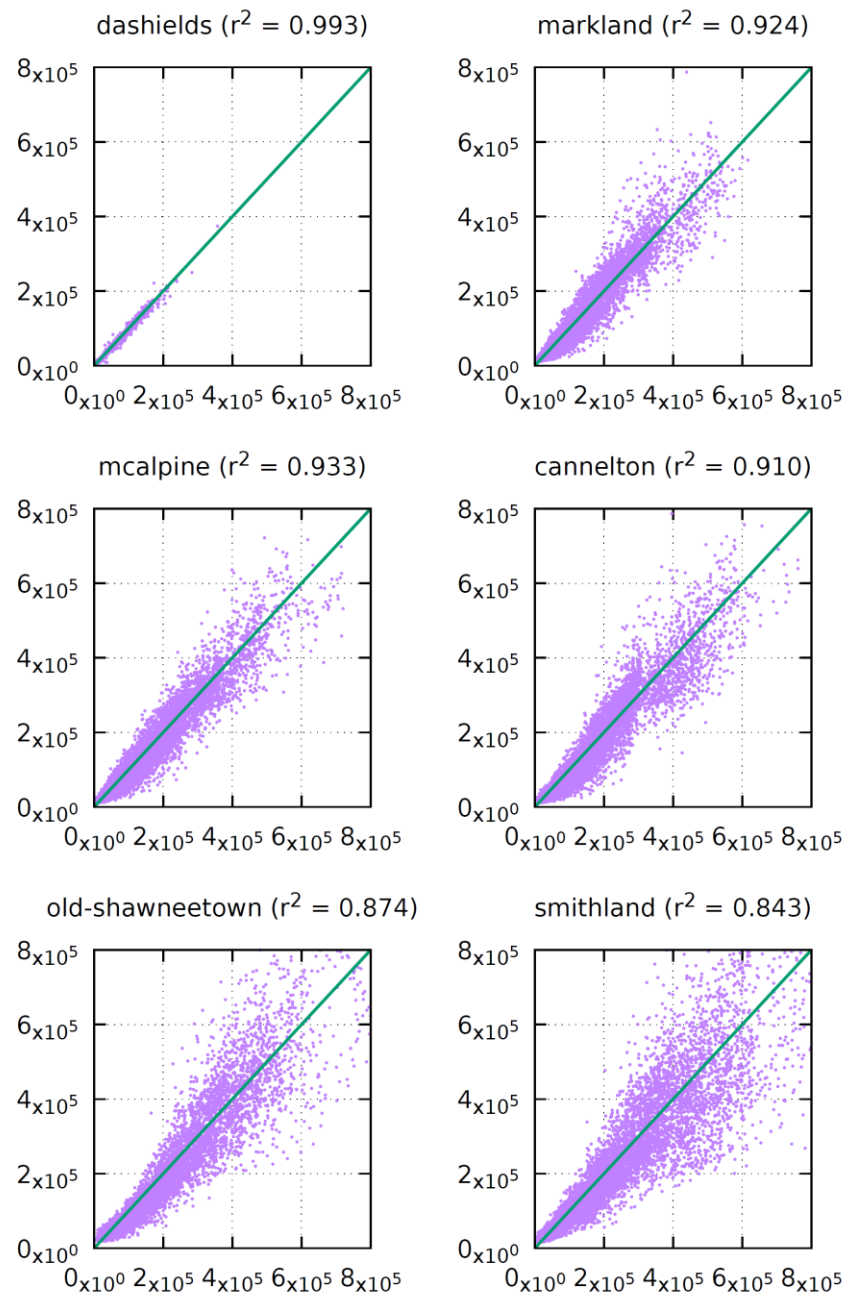 dashields (r² = 0.993)
8x10⁵
6x10⁵
4x10⁵
2x10⁵
0x10⁰
0x10⁰ 2x10⁵ 4x10⁵ 6x10⁵ 8x10⁵
markland (r² = 0.924)
8x10⁵
6x10⁵
4x10⁵
2x10⁵
0x10⁰
0x10⁰ 2x10⁵ 4x10⁵ 6x10⁵ 8x10⁵
mcalpine (r² = 0.933)
8x10⁵
6x10⁵
4x10⁵
2x10⁵
0x10⁰
0x10⁰ 2x10⁵ 4x10⁵ 6x10⁵ 8x10⁵
cannelton (r² = 0.910)
8x10⁵
6x10⁵
4x10⁵
2x10⁵
0x10⁰
0x10⁰ 2x10⁵ 4x10⁵ 6x10⁵ 8x10⁵
old-shawneetown (r² = 0.874)
8x10⁵
6x10⁵
4x10⁵
2x10⁵
0x10⁰
0x10⁰ 2x10⁵ 4x10⁵ 6x10⁵ 8x10⁵
smithland (r² = 0.843)
8x10⁵
6x10⁵
4x10⁵
2x10⁵
0x10⁰
0x10⁰ 2x10⁵ 4x10⁵ 6x10⁵ 8x10⁵